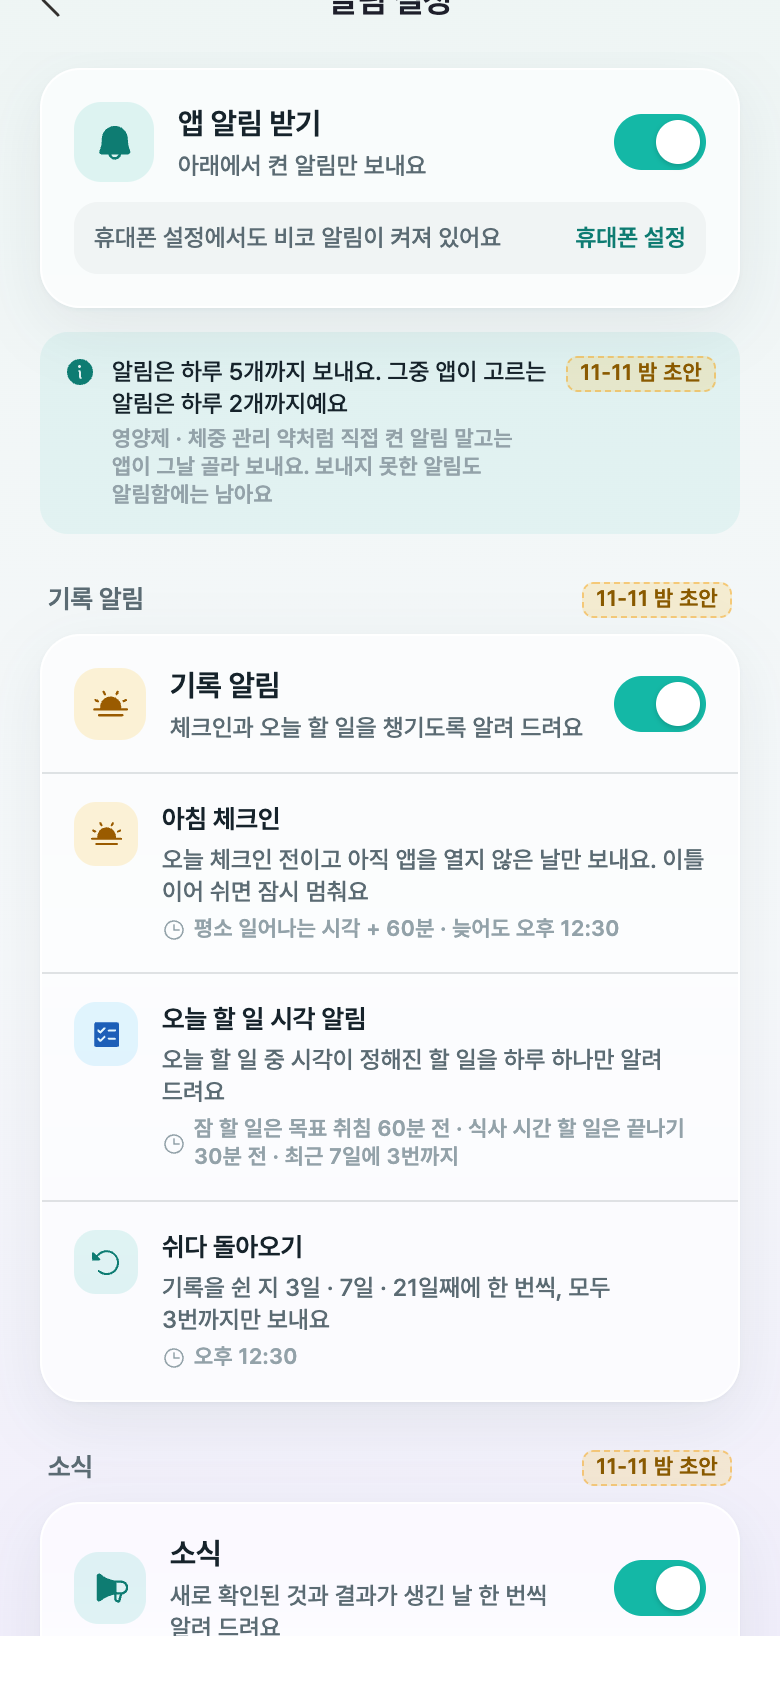 알림 설정
앱 알림 받기
아래에서 켠 알림만 보내요
휴대폰 설정에서도 비코 알림이 켜져 있어요
휴대폰 설정
알림은 하루 5개까지 보내요. 그중 앱이 고르는
알림은 하루 2개까지예요
11-11 밤 초안
영양제 · 체중 관리 약처럼 직접 켠 알림 말고는
앱이 그날 골라 보내요. 보내지 못한 알림도
알림함에는 남아요
기록 알림
11-11 밤 초안
기록 알림
체크인과 오늘 할 일을 챙기도록 알려 드려요
아침 체크인
오늘 체크인 전이고 아직 앱을 열지 않은 날만 보내요. 이틀
이어 쉬면 잠시 멈춰요
평소 일어나는 시각 + 60분 · 늦어도 오후 12:30
오늘 할 일 시각 알림
오늘 할 일 중 시각이 정해진 할 일을 하루 하나만 알려
드려요
잠 할 일은 목표 취침 60분 전 · 식사 시간 할 일은 끝나기
30분 전 · 최근 7일에 3번까지
쉬다 돌아오기
기록을 쉰 지 3일 · 7일 · 21일째에 한 번씩, 모두
3번까지만 보내요
오후 12:30
소식
11-11 밤 초안
소식
새로 확인된 것과 결과가 생긴 날 한 번씩
알려 드려요